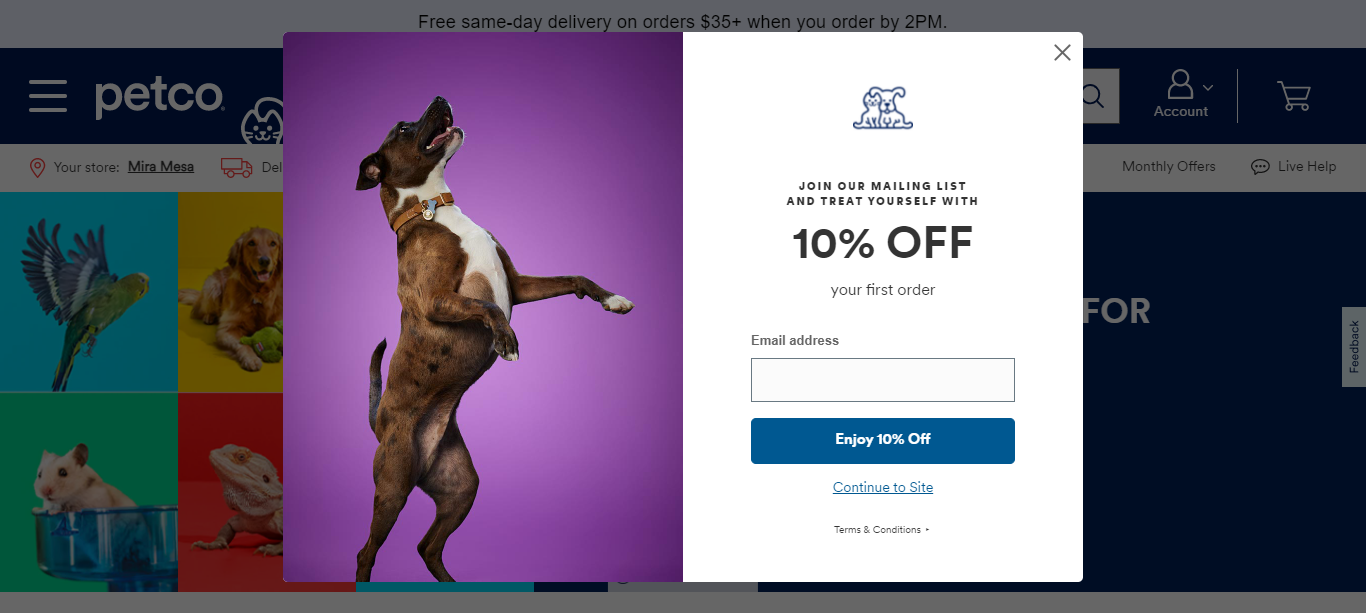 Free same-day delivery on orders $35+ when you order by 2PM.
petco
Account
Your store: Mira Mesa
Monthly Offers
Live Help
JOIN OUR MAILING LIST
AND TREAT YOURSELF WITH
10% OFF
your first order
Email address
Enjoy 10% Off
Continue to Site
Terms & Conditions
FOR
Feedback